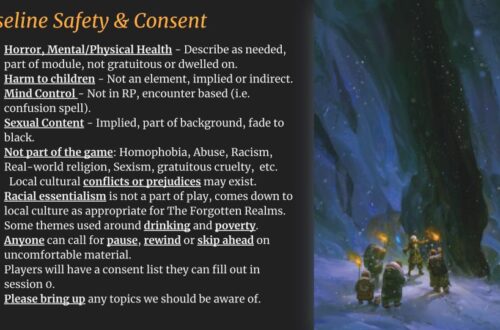 seline Safety & Consent
Horror, Mental/Physical Health - Describe as needed,
part of module, not gratuitous or dwelled on.
Harm to children - Not an element, implied or indirect.
Mind Control - Not in RP, encounter based (i.e.
confusion spell).
Sexual Content - Implied, part of background, fade to
black.
Not part of the game: Homophobia, Abuse, Racism,
Real-world religion, Sexism, gratuitous cruelty, etc.
Local cultural conflicts or prejudices may exist.
Racial essentialism is not a part of play, comes down to
local culture as appropriate for The Forgotten Realms.
Some themes used around drinking and poverty.
Anyone can call for pause, rewind or skip ahead on
uncomfortable material.
Players will have a consent list they can fill out in
session 0.
Please bring up any topics we should be aware of.